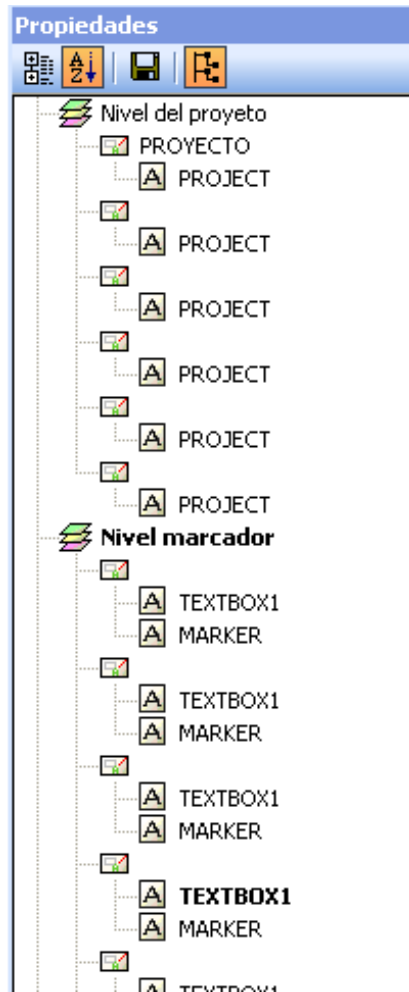 Propiedades
Nivel del proyeto
PROYECTO
PROJECT
PROJECT
PROJECT
PROJECT
PROJECT
PROJECT
Nivel marcador
TEXTBOX1
MARKER
TEXTBOX1
MARKER
TEXTBOX1
MARKER
TEXTBOX1
MARKER
TEXTBOX1